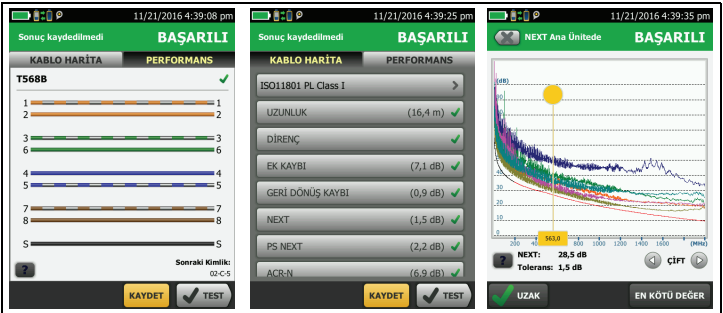 11/21/2016 4:39:08 pm
Sonuç kaydedilmedi
BAŞARILI
KABLO HARİTA
PERFORMANS
T568B
1 1
2 2
3 3
6 6
4 4
5 5
7 7
8 8
S S
Sonraki Kimlik:
02-C-5
?
KAYDET
TEST
11/21/2016 4:39:25 pm
Sonuç kaydedilmedi
BAŞARILI
KABLO HARİTA
PERFORMANS
ISO11801 PL Class I
UZUNLUK (16,4 m)
DİRENÇ
EK KAYBI (7,1 dB)
GERİ DÖNÜŞ KAYBI (0,9 dB)
NEXT (1,5 dB)
PS NEXT (2,2 dB)
ACR-N (6,9 dB)
KAYDET
TEST
11/21/2016 4:39:35 pm
NEXT Ana Ünitede
BAŞARILI
(dB)
40
30
20
10
0
563,0
200 800 1000 1200 1400 1600 (MHz)
?
NEXT: 28,5 dB
Tolerans: 1,5 dB
ÇİFT
UZAK
EN KÖTÜ DEĞER